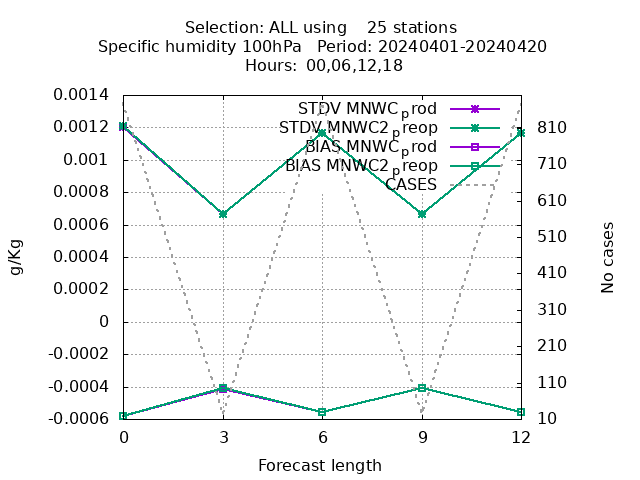 Selection: ALL using    25 stations
Specific humidity 100hPa   Period: 20240401-20240420
Hours: 00,06,12,18
STDV MNWC_prod
STDV MNWC2_preop
BIAS MNWC_prod
BIAS MNWC2_preop
CASES
0.0014
0.0012
0.001
0.0008
0.0006
0.0004
0.0002
0
-0.0002
-0.0004
-0.0006
g/Kg
810
710
610
510
410
310
210
110
10
No cases
0 3 6 9 12
Forecast length